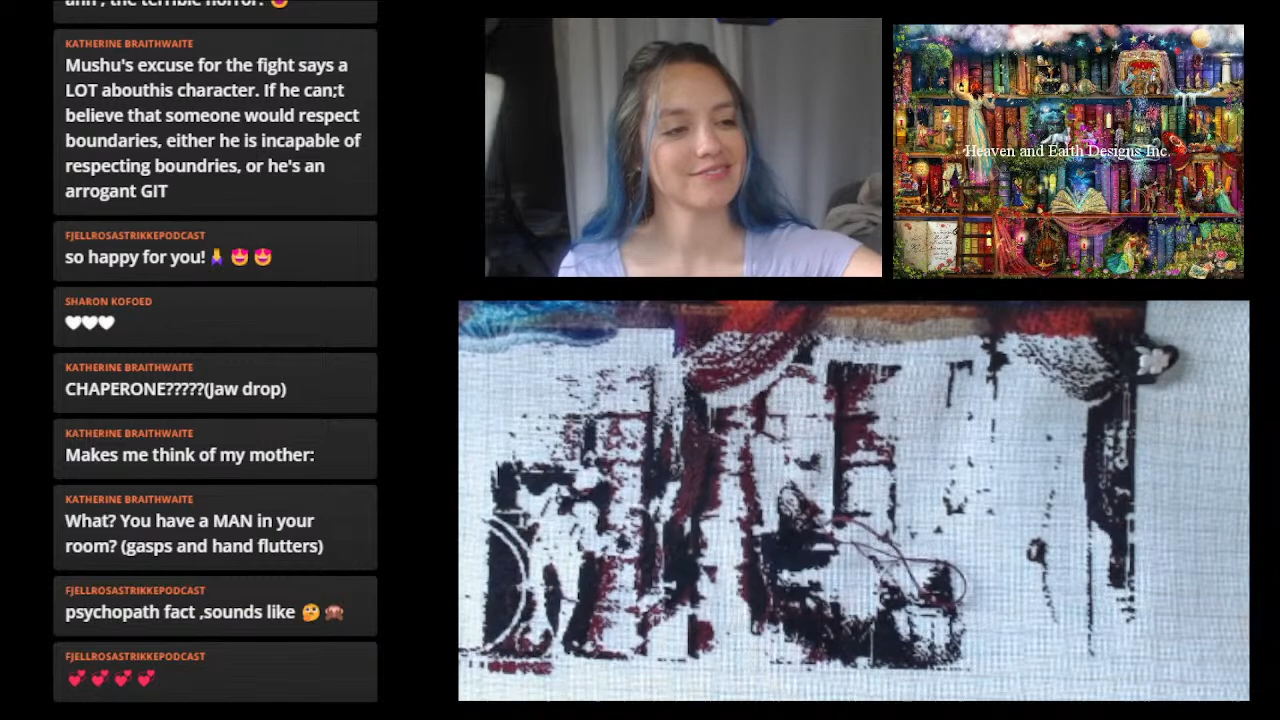 ahh , the terrible horror. 😍
KATHERINE BRAITHWAITE
Mushu's excuse for the fight says a
LOT abouthis character. If he can;t
believe that someone would respect
boundaries, either he is incapable of
respecting boundries, or he's an
arrogant GIT
FJELLROSASTRIKKEPODCAST
so happy for you!
SHARON KOFOED
KATHERINE BRAITHWAITE
CHAPERONE?????(Jaw drop)
KATHERINE BRAITHWAITE
Makes me think of my mother:
KATHERINE BRAITHWAITE
What? You have a MAN in your
room? (gasps and hand flutters)
FJELLROSASTRIKKEPODCAST
psychopath fact ,sounds like
FJELLROSASTRIKKEPODCAST
Heaven and Earth Designs Inc.